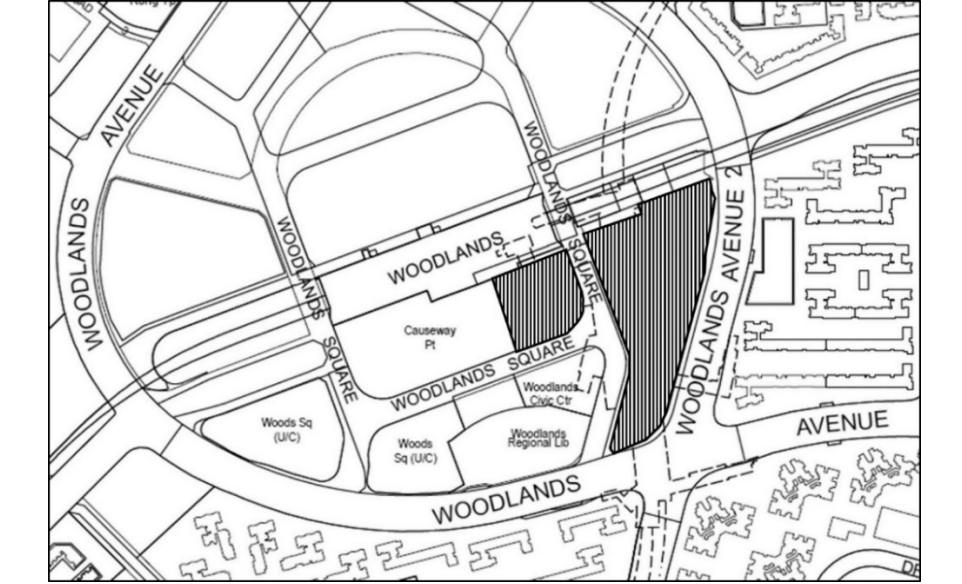 AVENUE
WOODLANDS
WOODLANDS
SQUARE
WOODLANDS
SQUARE
WOODLANDS
WOODLANDS AVENUE 2
Causeway
Pt
WOODLANDS SQUARE
Woodlands
Civic Ctr
Woods Sq
(U/C)
Woods
Sq (U/C)
Woodlands
Regional Lib
AVENUE
WOODLANDS